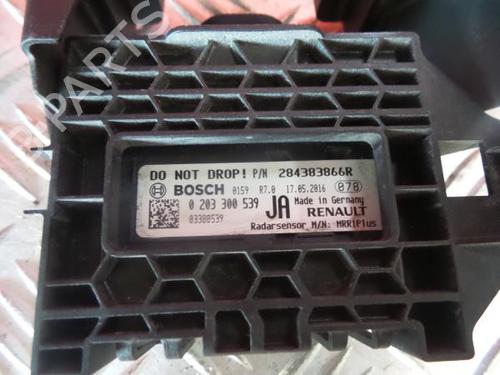 DO NOT DROP! P/N 284383866R
BOSCH 0159 R7.0 17.05.2016 078
0 203 300 539 JA Made in Germany
RENAULT
03300539 Radarsensor M/N: MRR1Plus
PARTS